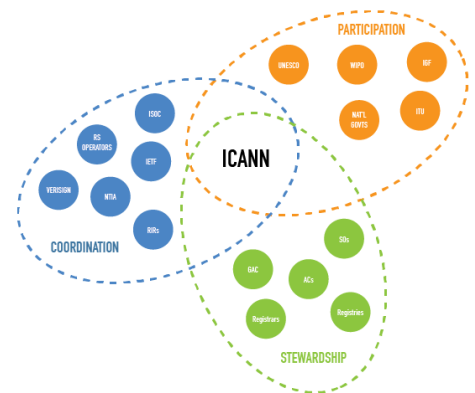 PARTICIPATION
UNESCO
WIPO
IGF
NAT'L
GOVTS
ITU
ISOC
RS
OPERATORS
IETF
VERISIGN
NTIA
RIRs
COORDINATION
ICANN
SOs
GAC
ACs
Registrars
Registries
STEWARDSHIP